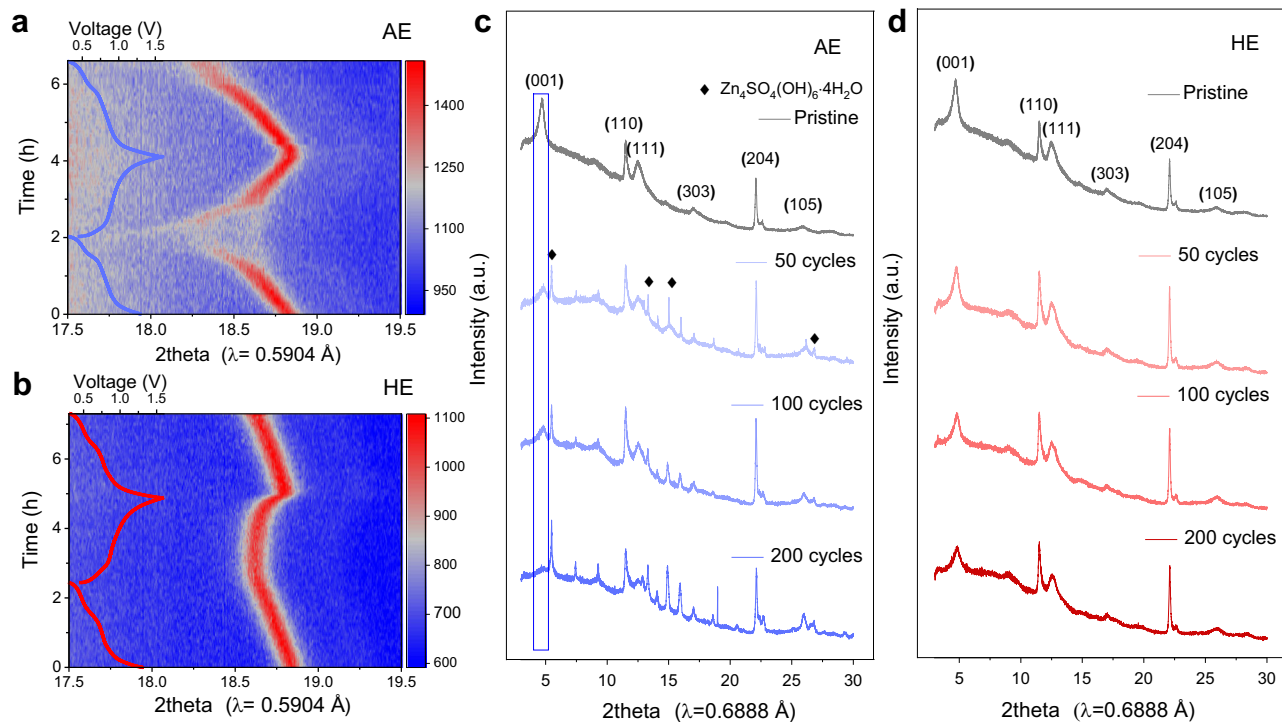 a
Voltage (V)
AE
0.5 1.0 1.5
6
4
2
0
Time (h)
1400
1250
1100
950
17.5 18.0 18.5 19.0 19.5
2theta (λ= 0.5904 Å)
b
Voltage (V)
HE
0.5 1.0 1.5
6
4
2
0
Time (h)
1100
1000
900
800
700
600
17.5 18.0 18.5 19.0 19.5
2theta (λ= 0.5904 Å)
c
AE
(001)
♦ Zn₄SO₄(OH)₆·4H₂O
Pristine
(110)
(111)
(303)
(204)
(105)
50 cycles
100 cycles
200 cycles
Intensity (a.u.)
5 10 15 20 25 30
2theta (λ=0.6888 Å)
d
HE
(001)
Pristine
(110)
(111)
(303)
(204)
(105)
50 cycles
100 cycles
200 cycles
Intensity (a.u.)
5 10 15 20 25 30
2theta (λ=0.6888 Å)